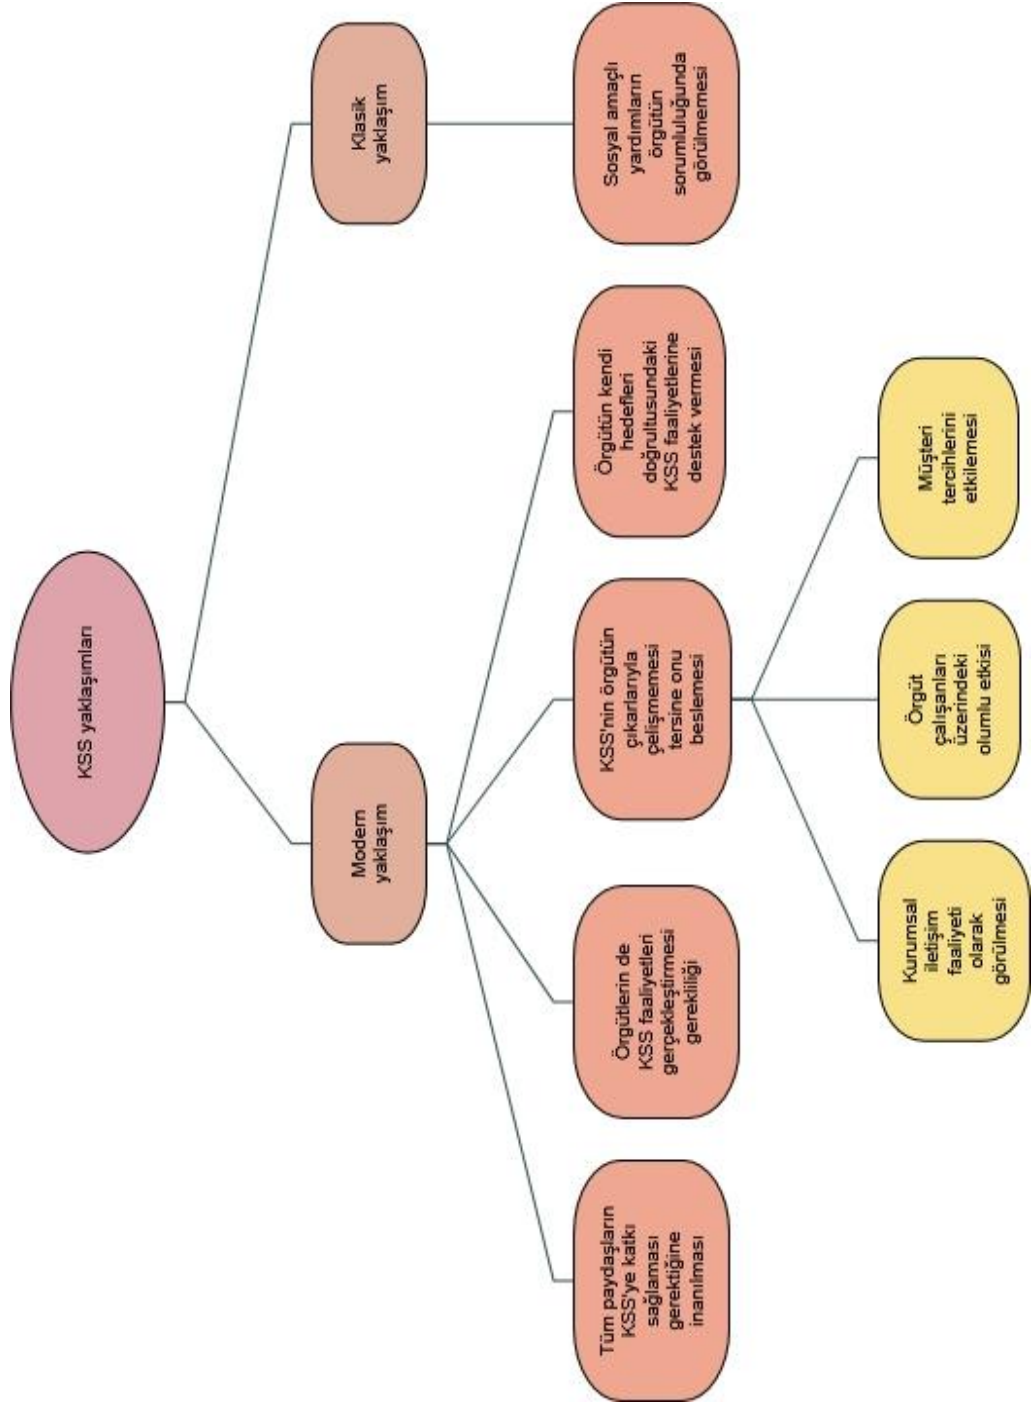 KSS yaklaşımları
Modern
yaklaşım
Klasik
yaklaşım
Tüm paydaşların
KSS'ye katkı
sağlaması
gerektiğine
inanılması
Örgütlerin de
KSS faaliyetleri
gerçekleştirmesi
gerekliliği
KSS'nin örgütün
çıkarlarıyla
çelişmemesi
tersine onu
beslemesi
Örgütün kendi
hedefleri
doğrultusundaki
KSS faaliyetlerine
destek vermesi
Sosyal amaçlı
yardımların
örgütün
sorumluluğunda
görülmemesi
Kurumsal
iletişim
faaliyeti
olarak
görülmesi
Örgüt
çalışanları
üzerindeki
olumlu etkisi
Müşteri
tercihlerini
etkilemesi